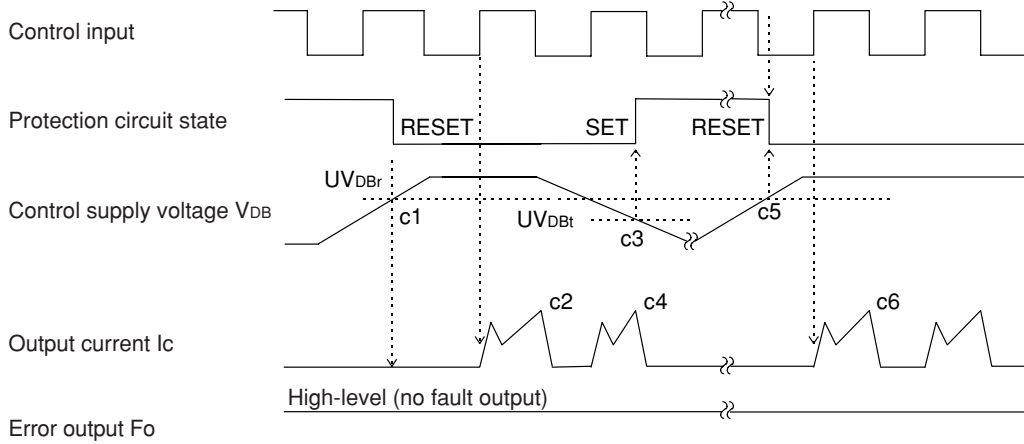 Control input
Protection circuit state
RESET
SET
RESET
UVDBr
Control supply voltage VDB
c1
UVDBt
c3
c5
c2
c4
c6
Output current Ic
High-level (no fault output)
Error output Fo